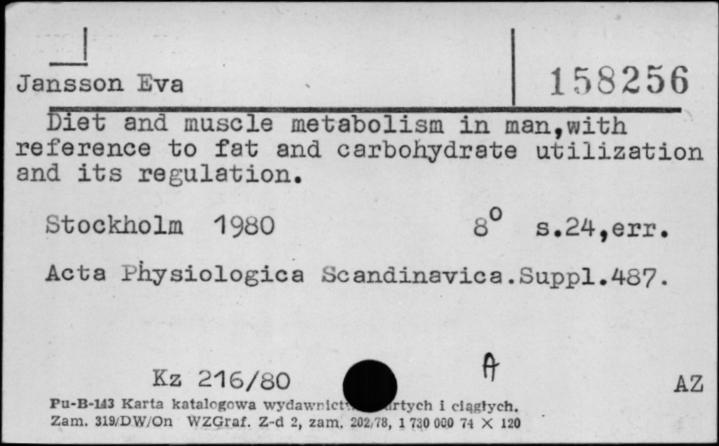 Jansson Eva
158256
Diet and muscle metabolism in man,with
reference to fat and carbohydrate utilization
and its regulation.
Stockholm 1980 8° s.24,err.
Acta Physiologica Scandinavica.Suppl.487.
Kz 216/80
A
AZ
Pu-B-143 Karta katalogowa i ciągłych.
Zam. 319/DW/On WZGraf. Z-d 2, zam. 202/78, 1 730 000 74 X 120